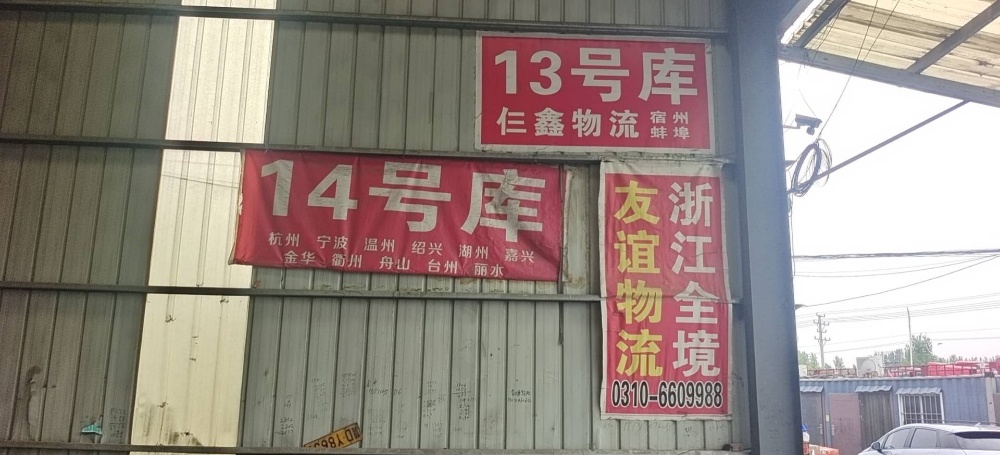 13号库
仨鑫物流 宿州
蚌埠
14号库
杭州 宁波 温州 绍兴 湖州 嘉兴
金华 衢州 舟山 台州 丽水
浙江全境
友谊物流
0310-6609988